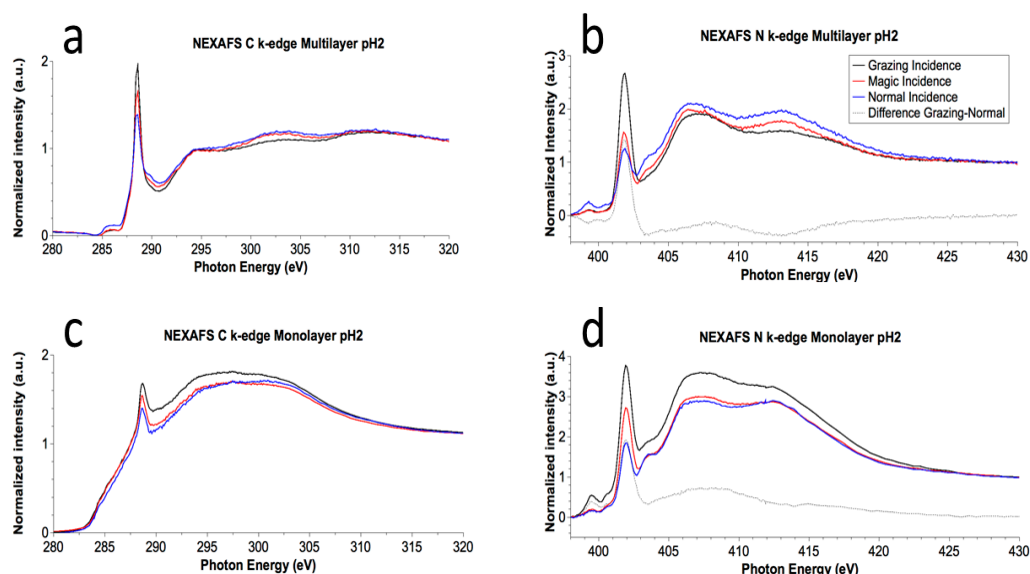 a
NEXAFS C k-edge Multilayer pH2
Normalized Intensity (a.u.)
2
1
0
280 287 290 295 300 305 310 315 320
Photon Energy (eV)
b
NEXAFS N k-edge Multilayer pH2
Normalized intensity (a.u.)
3
2
1
0
Grazing Incidence
Magic Incidence
Normal Incidence
Difference Grazing-Normal
400 405 410 415 420 425 430
Photon Energy (eV)
c
NEXAFS C k-edge Monolayer pH2
Normalized intensity (a.u.)
2
1
0
280 285 290 295 300 305 310 315 320
Photon Energy (eV)
d
NEXAFS N k-edge Monolayer pH2
Normalized intensity (a.u.)
4
3
2
1
0
400 405 410 415 420 425 430
Photon Energy (eV)